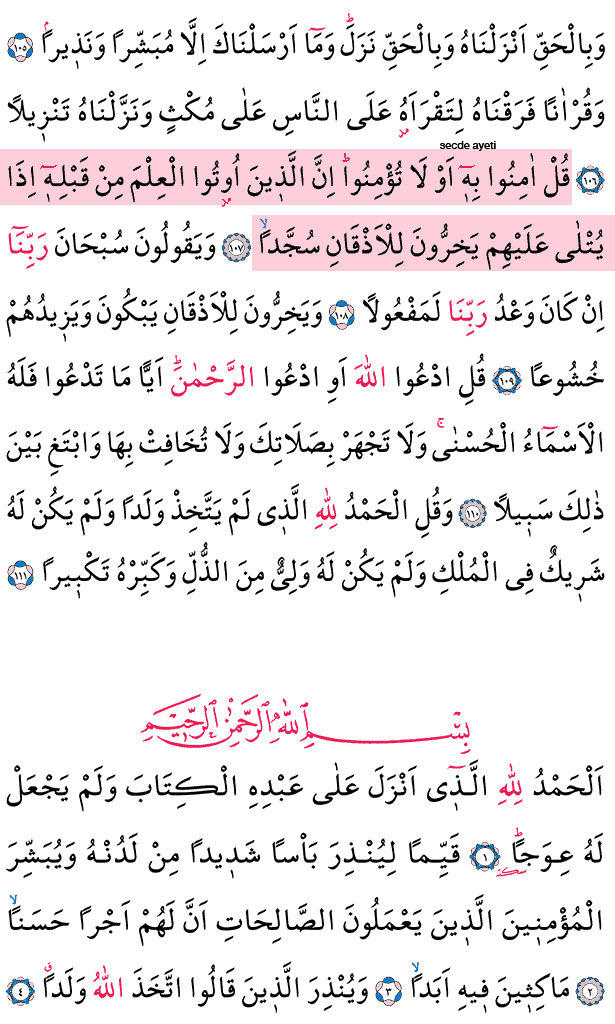 وَبِالْحَقِّ اَنْزَلْنَاهُ وَبِالْحَقِّ نَزَلَۜ وَمَٓا اَرْسَلْنَاكَ اِلَّا مُبَشِّراً وَنَذٖيراًۢ ﴿١٠٥﴾
وَقُرْاٰناً فَرَقْنَاهُ لِتَقْرَاَهُ عَلَى النَّاسِ عَلٰى مُكْثٍ وَنَزَّلْنَاهُ تَنْزٖيلاً
secde ayeti
﴿١٠٦﴾ قُلْ اٰمِنُوا بِهٖٓ اَوْ لَا تُؤْمِنُواۜ اِنَّ الَّذٖينَ اُو۫تُوا الْعِلْمَ مِنْ قَبْلِهٖٓ اِذَا
يُتْلٰى عَلَيْهِمْ يَخِرُّونَ لِلْاَذْقَانِ سُجَّداًۙ ﴿١٠٧﴾ وَيَقُولُونَ سُبْحَانَ رَبِّنَٓا
اِنْ كَانَ وَعْدُ رَبِّنَا لَمَفْعُولاً ﴿١٠٨﴾ وَيَخِرُّونَ لِلْاَذْقَانِ يَبْكُونَ وَيَزٖيدُهُمْ
خُشُوعاً ﴿١٠٩﴾ قُلِ ادْعُوا اللّٰهَ اَوِ ادْعُوا الرَّحْمٰنَۜ اَياًّ مَا تَدْعُوا فَلَهُ
الْاَسْمَٓاءُ الْحُسْنٰىۚ وَلَا تَجْهَرْ بِصَلَاتِكَ وَلَا تُخَافِتْ بِهَا وَابْتَغِ بَيْنَ
ذٰلِكَ سَبٖيلاً ﴿١١٠﴾ وَقُلِ الْحَمْدُ لِلّٰهِ الَّذٖى لَمْ يَتَّخِذْ وَلَداً وَلَمْ يَكُنْ لَهُ
شَرٖيكٌ فِى الْمُلْكِ وَلَمْ يَكُنْ لَهُ وَلِىٌّ مِنَ الذُّلِّ وَكَبِّرْهُ تَكْبٖيراً ﴿١١١﴾
بِسْمِ اللّٰهِ الرَّحْمٰنِ الرَّحٖيمِ
اَلْحَمْدُ لِلّٰهِ الَّـذٖٓى اَنْزَلَ عَلٰى عَبْدِهِ الْكِتَابَ وَلَمْ يَجْعَلْ
لَهُ عِوَجاًۜ ﴿١﴾ قَيِّماً لِيُنْذِرَ بَاْساً شَدٖيداً مِنْ لَدُنْهُ وَيُبَشِّرَ
الْمُؤْمِنٖينَ الَّذٖينَ يَعْمَلُونَ الصَّالِحَاتِ اَنَّ لَهُمْ اَجْراً حَسَناًۙ
﴿٢﴾ مَاكِثٖينَ فٖيهِ اَبَداًۙ ﴿٣﴾ وَيُنْذِرَ الَّذٖينَ قَالُوا اتَّخَذَ اللّٰهُ وَلَداًۗ ﴿٤﴾